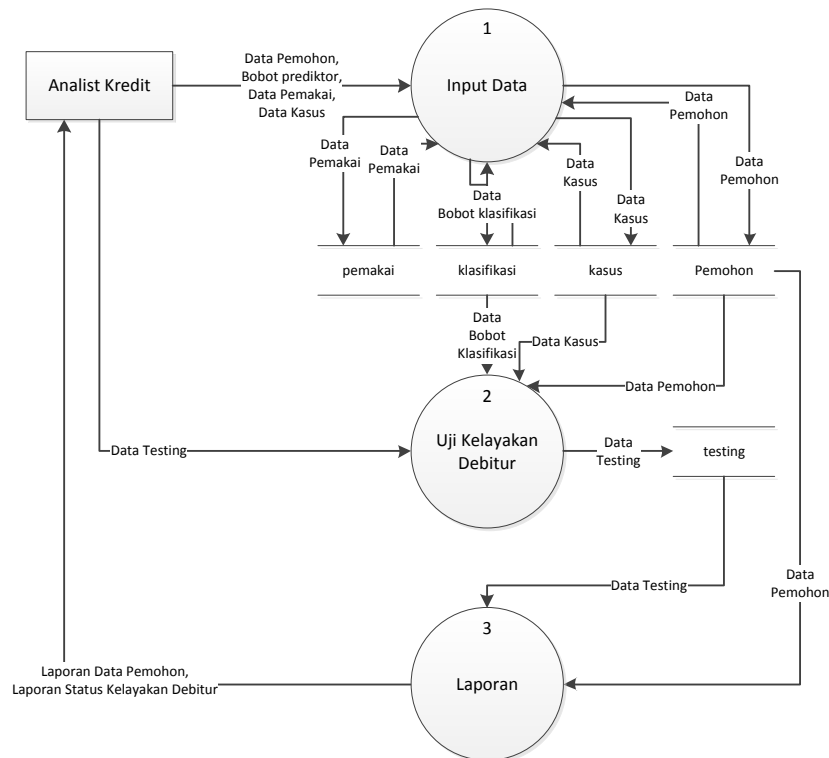 1
Input Data
Analist Kredit
Data Pemohon,
Bobot prediktor,
Data Pemakai,
Data Kasus
Data
Pemohon
Data
Pemohon
Data
Pemakai
Data
Pemakai
Data
Bobot klasifikasi
Data
Kasus
Data
Kasus
pemakai
klasifikasi
kasus
Pemohon
Data
Bobot
Klasifikasi
Data Kasus
Data Pemohon
2
Uji Kelayakan
Debitur
Data Testing
Data
Testing
testing
Data Testing
Data
Pemohon
3
Laporan
Laporan Data Pemohon,
Laporan Status Kelayakan Debitur